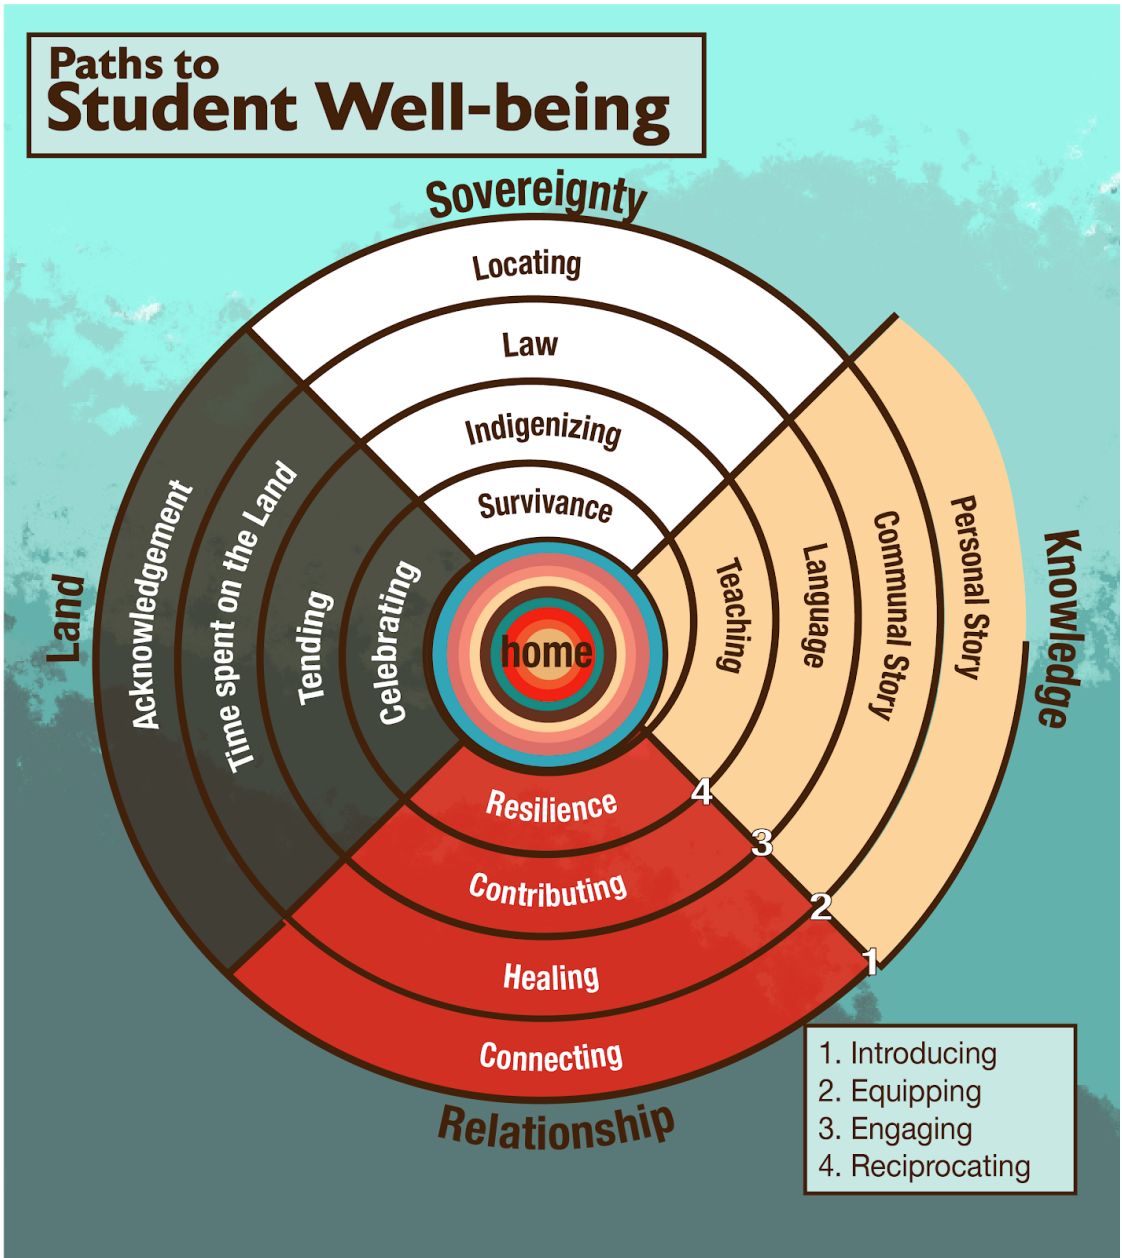 Paths to
Student Well-being
Sovereignty
Locating
Law
Indigenizing
Survivance
Land
Acknowledgement
Time spent on the Land
Tending
Celebrating
home
Teaching
Language
Communal Story
Personal Story
Knowledge
Resilience
Contributing
Healing
Connecting
Relationship
4
3
2
1
1. Introducing
2. Equipping
3. Engaging
4. Reciprocating